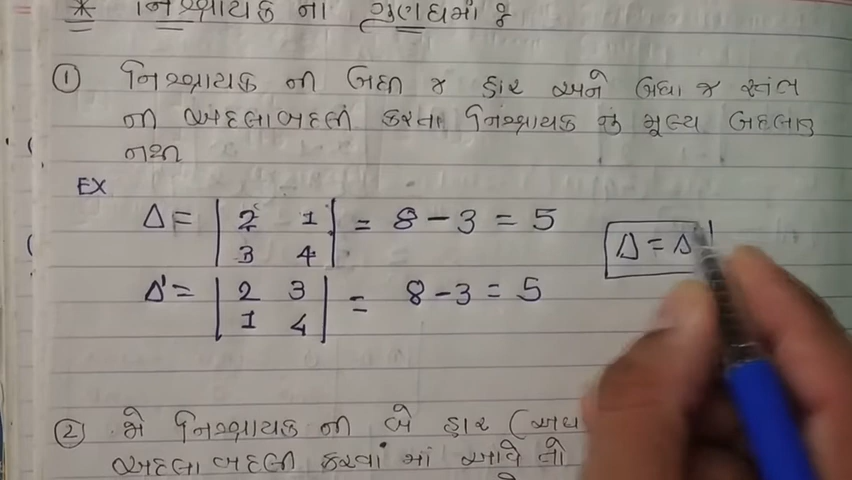 * નિશ્ચાયક ના ગુણધર્મો
① નિશ્ચાયક ની બધી જ હાર અને બધા જ સ્તંભ
ની અદલાબદલી કરતા નિશ્ચાયક નું મૂલ્ય બદલાતુ
નથી
EX
Δ = | 2 1 | = 8 - 3 = 5
| 3 4 |
Δ = Δ
Δ' = | 2 3 | = 8 - 3 = 5
| 1 4 |
② જો નિશ્ચાયક ની બે હાર (અથ
અદલાબદલી કરવા માં આવે તો